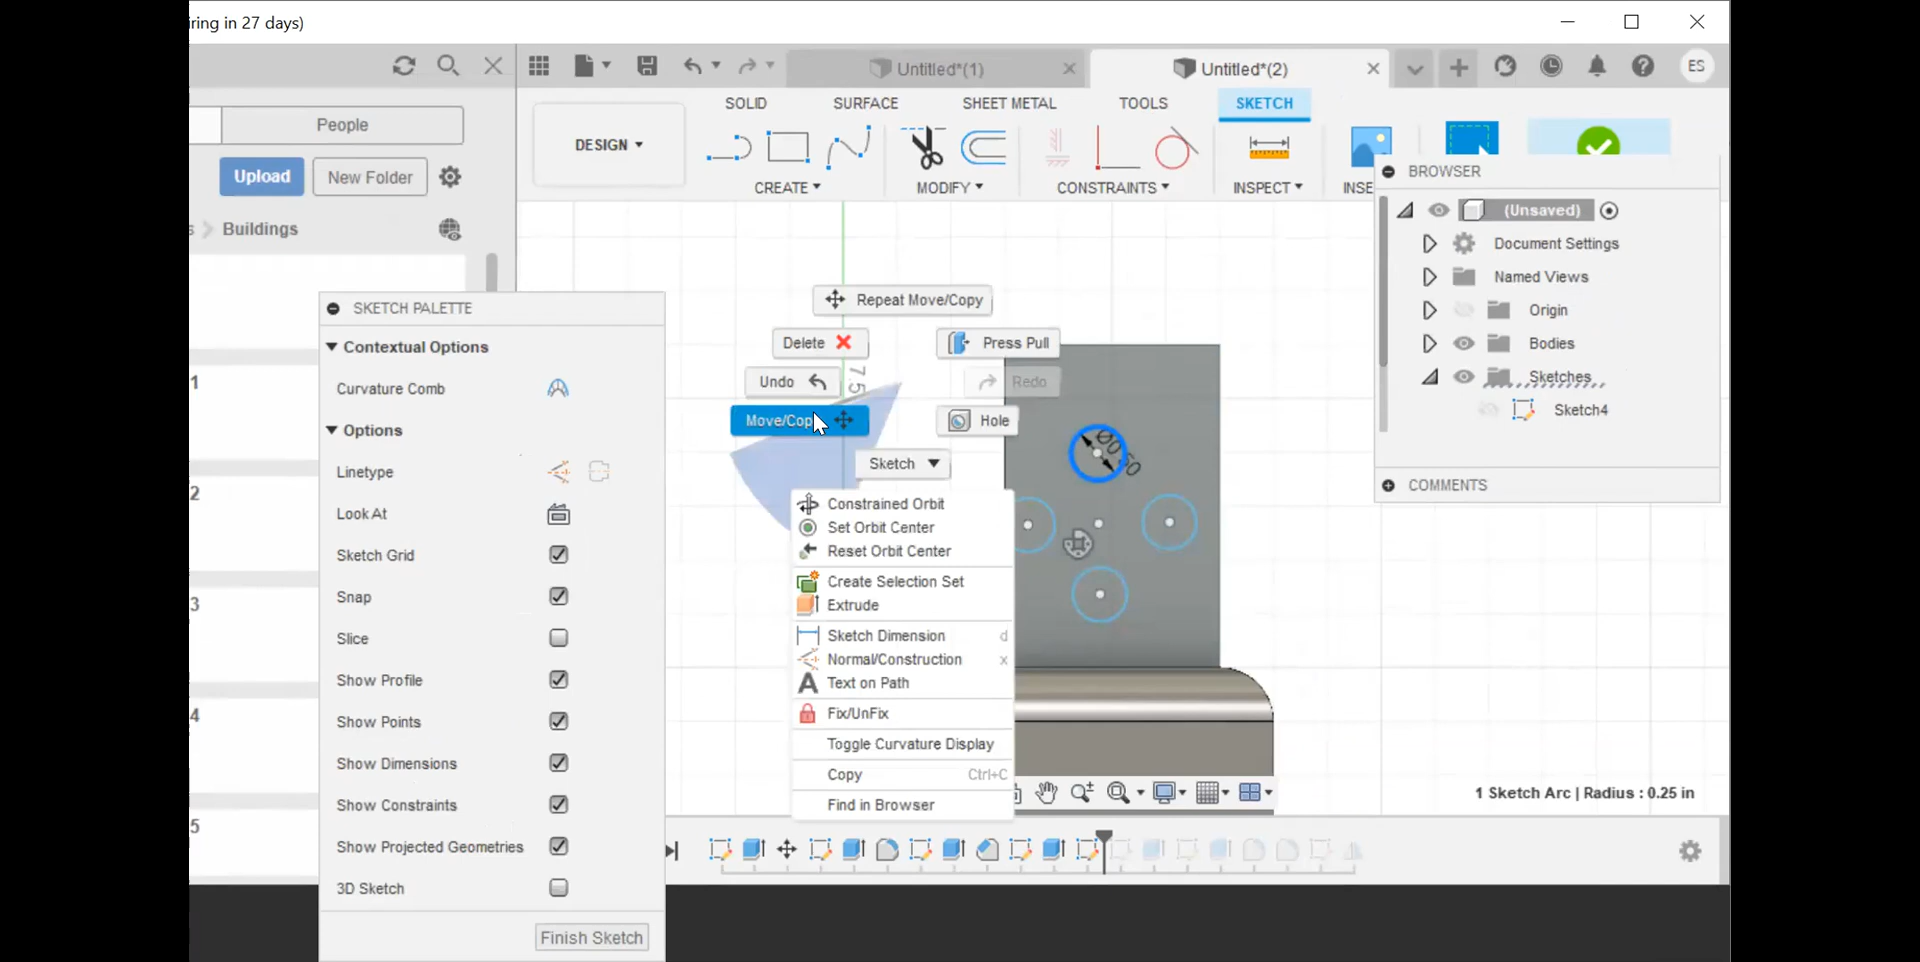 iring in 27 days)
Untitled*(1)
Untitled*(2)
ES
People
Upload
New Folder
Buildings
DESIGN
SOLID
SURFACE
SHEET METAL
TOOLS
SKETCH
CREATE
MODIFY
CONSTRAINTS
INSPECT
INSE
BROWSER
(Unsaved)
Document Settings
Named Views
Origin
Bodies
Sketches
Sketch4
COMMENTS
1
2
3
4
5
SKETCH PALETTE
Contextual Options
Curvature Comb
Options
Linetype
Look At
Sketch Grid
Snap
Slice
Show Profile
Show Points
Show Dimensions
Show Constraints
Show Projected Geometries
3D Sketch
Finish Sketch
Repeat Move/Copy
Delete
Press Pull
Undo
7.5
Redo
Move/Cop
Hole
Sketch
Constrained Orbit
Set Orbit Center
Reset Orbit Center
Create Selection Set
Extrude
Sketch Dimension d
Normal/Construction x
Text on Path
Fix/UnFix
Toggle Curvature Display
Copy Ctrl+C
Find in Browser
1 Sketch Arc | Radius : 0.25 in